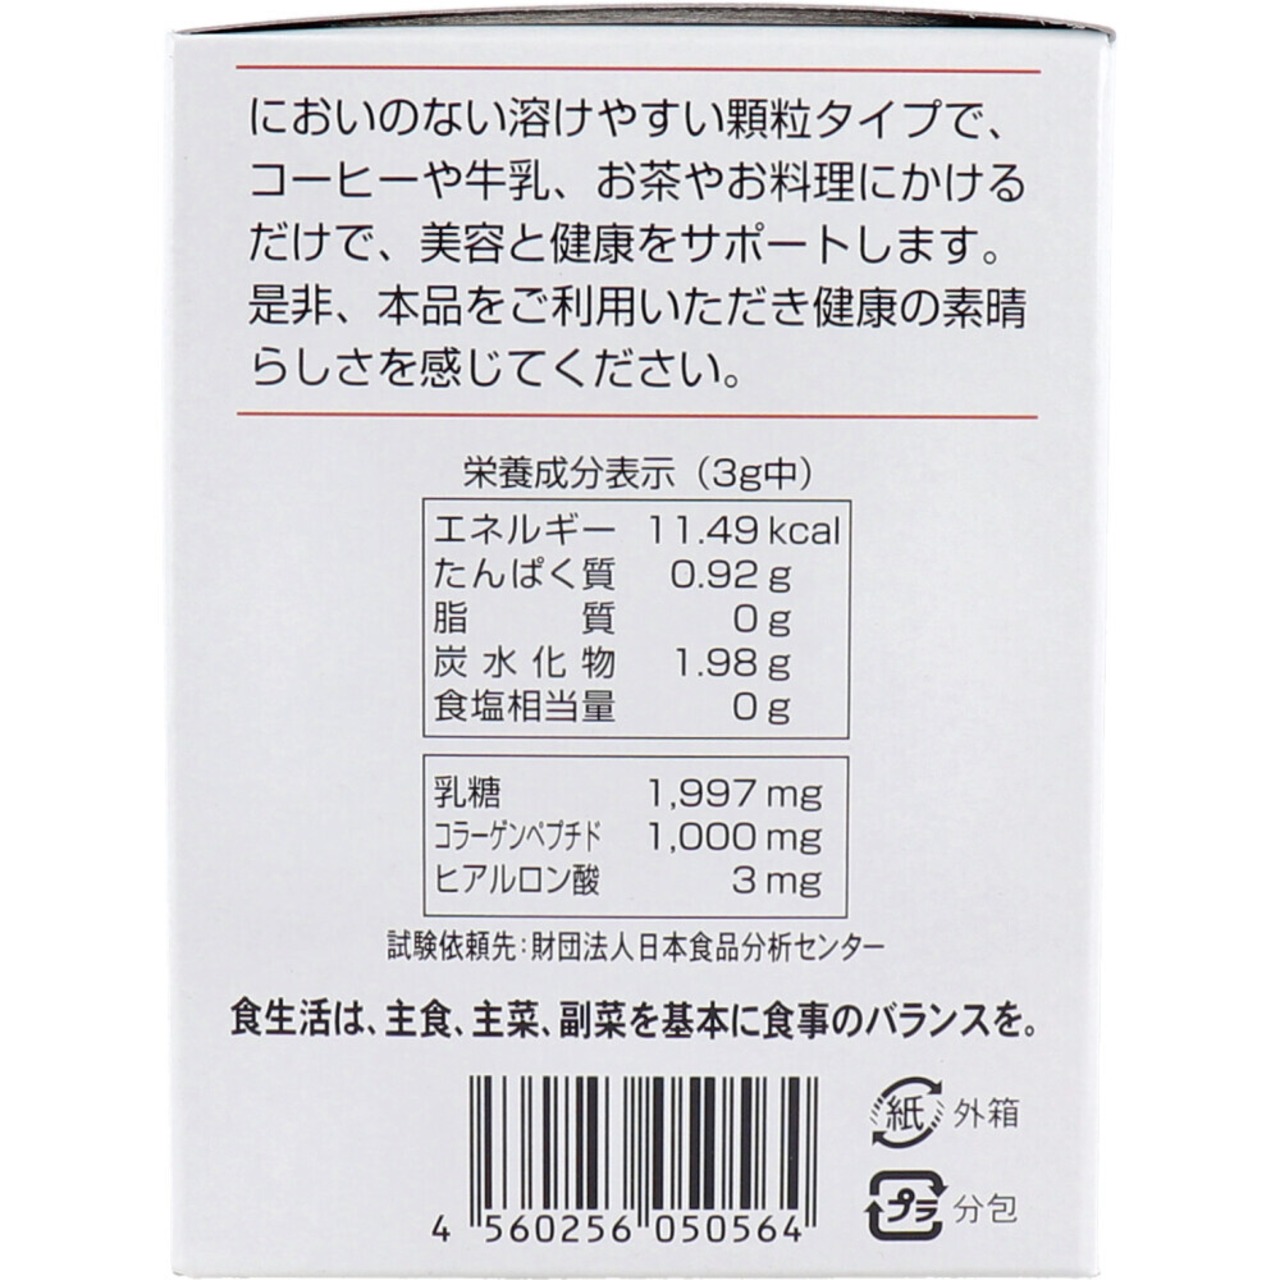 においのない溶けやすい顆粒タイプで、
コーヒーや牛乳、お茶やお料理にかける
だけで、美容と健康をサポートします。
是非、本品をご利用いただき健康の素晴
らしさを感じてください。
栄養成分表示（3g中）
エネルギー 11.49 kcal
たんぱく質 0.92 g
脂質 0 g
炭水化物 1.98 g
食塩相当量 0 g
乳糖 1,997 mg
コラーゲンペプチド 1,000 mg
ヒアルロン酸 3 mg
試験依頼先：財団法人日本食品分析センター
食生活は、主食、主菜、副菜を基本に食事のバランスを。
紙 外箱
プラ 分包
4 560256 050564